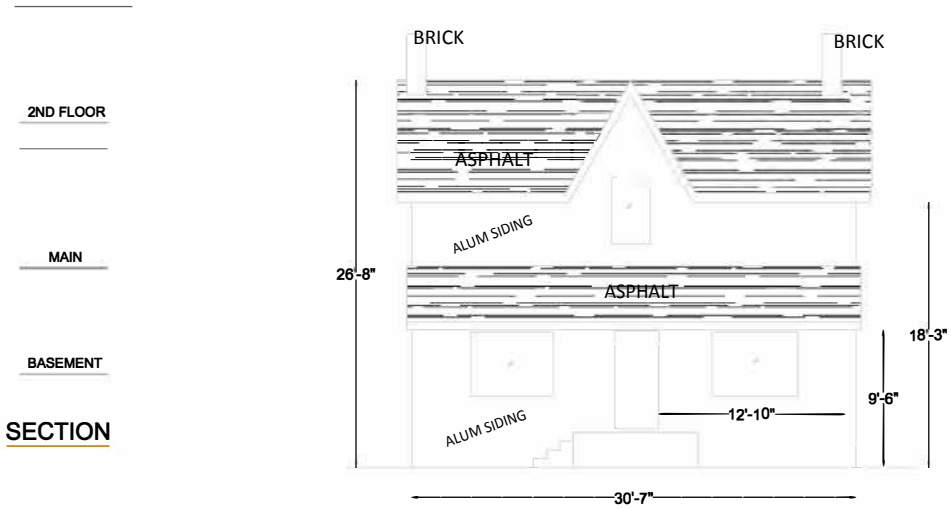 2ND FLOOR
MAIN
BASEMENT
SECTION
BRICK
BRICK
ASPHALT
ALUM SIDING
26'-8"
ASPHALT
18'-3"
9'-6"
12'-10"
ALUM SIDING
30'-7"